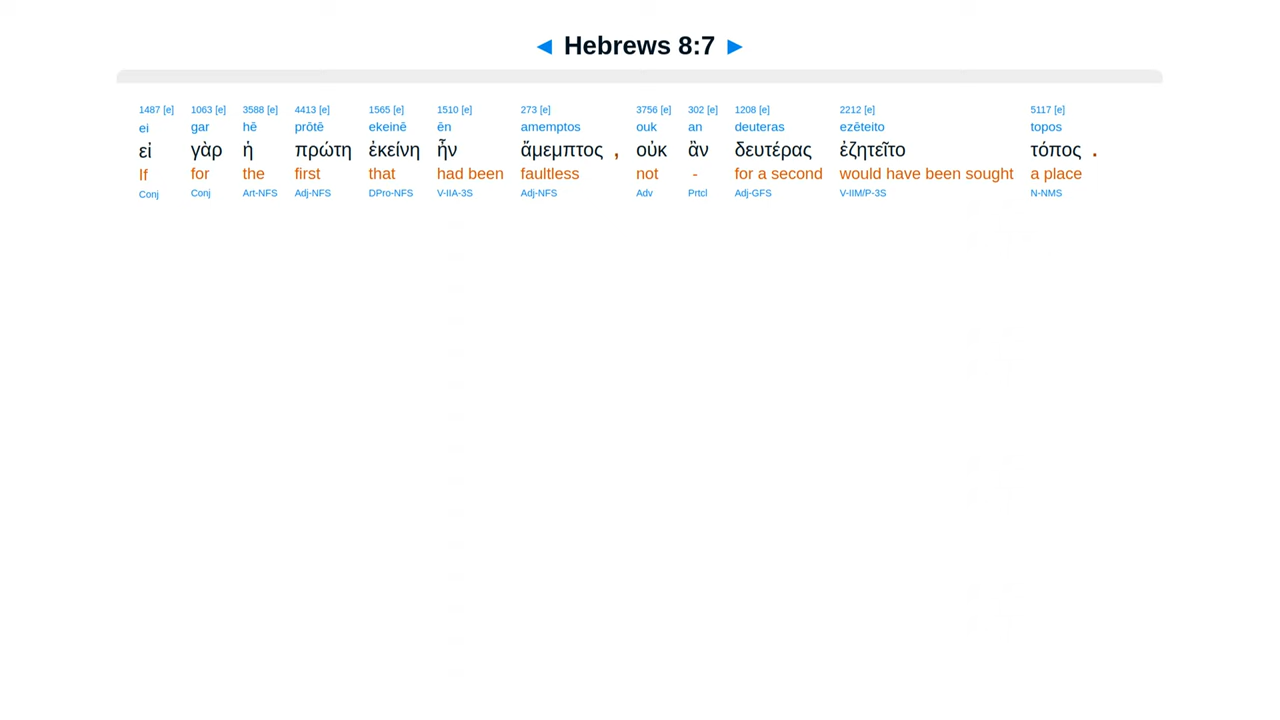 ◄ Hebrews 8:7 ►
1487 [e] 1063 [e] 3588 [e] 4413 [e] 1565 [e] 1510 [e] 273 [e] 3756 [e] 302 [e] 1208 [e] 2212 [e] 5117 [e]
ei gar hē prōtē ekeinē ēn amemptos ouk an deuteras ezēteito topos
εἰ γὰρ ἡ πρώτη ἐκείνη ἦν ἄμεμπτος , οὐκ ἂν δευτέρας ἐζητεῖτο τόπος .
If for the first that had been faultless not - for a second would have been sought a place
Conj Conj Art-NFS Adj-NFS DPro-NFS V-IIA-3S Adj-NFS Adv Prtcl Adj-GFS V-IIM/P-3S N-NMS